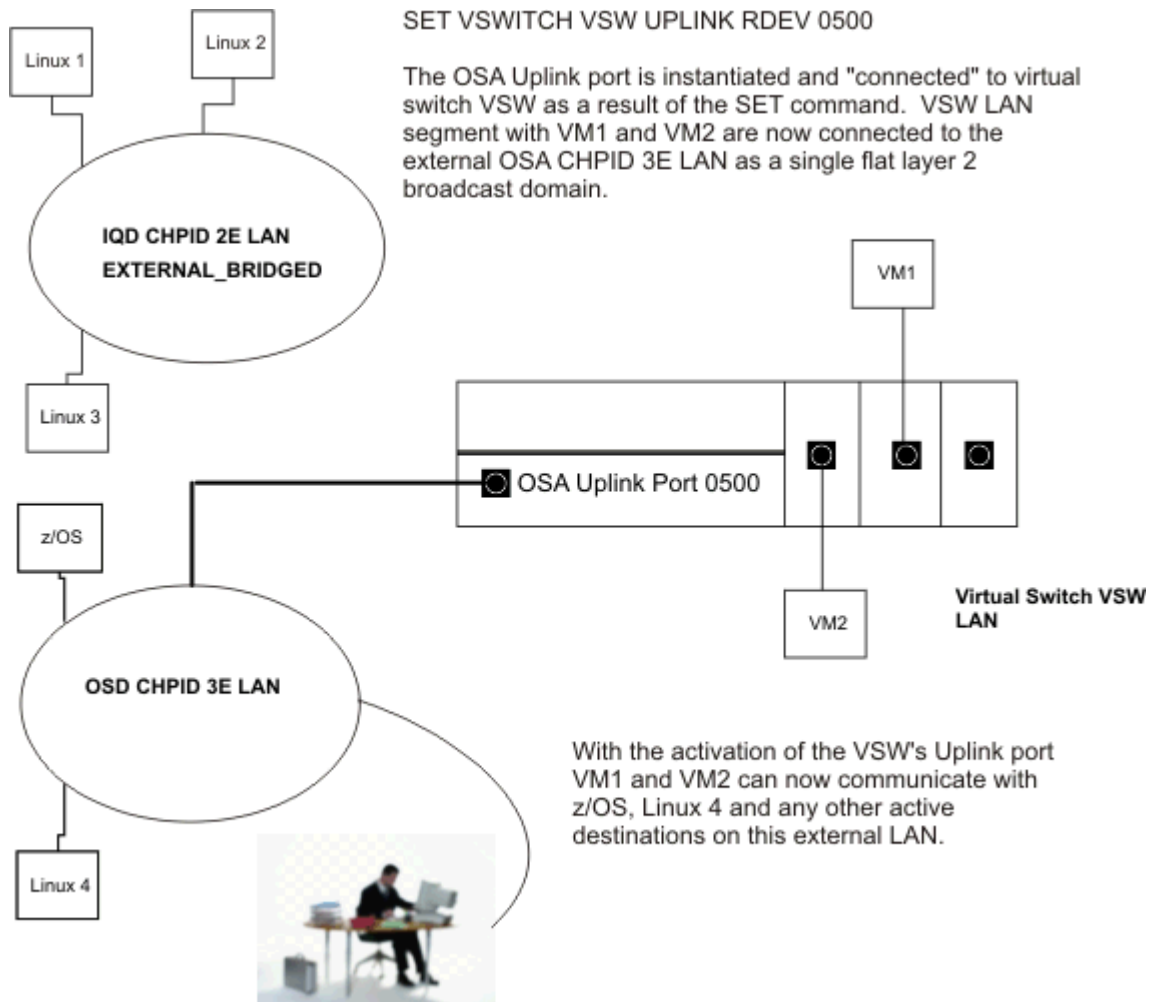 SET VSWITCH VSW UPLINK RDEV 0500
The OSA Uplink port is instantiated and "connected" to virtual
switch VSW as a result of the SET command. VSW LAN
segment with VM1 and VM2 are now connected to the
external OSA CHPID 3E LAN as a single flat layer 2
broadcast domain.
Linux 1
Linux 2
IQD CHPID 2E LAN
EXTERNAL_BRIDGED
Linux 3
VM1
OSA Uplink Port 0500
VM2
Virtual Switch VSW
LAN
z/OS
OSD CHPID 3E LAN
Linux 4
With the activation of the VSW's Uplink port
VM1 and VM2 can now communicate with
z/OS, Linux 4 and any other active
destinations on this external LAN.